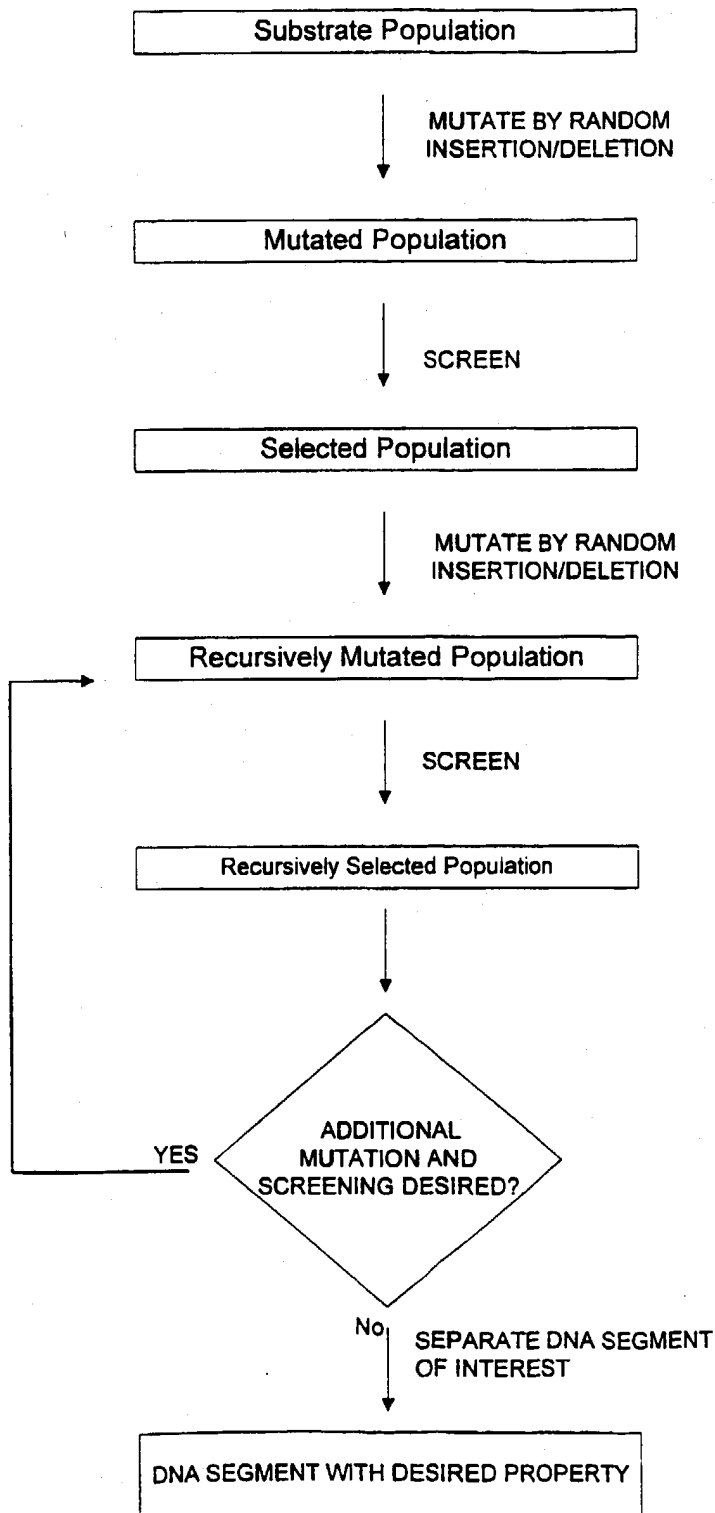 Substrate Population
MUTATE BY RANDOM
INSERTION/DELETION
Mutated Population
SCREEN
Selected Population
MUTATE BY RANDOM
INSERTION/DELETION
Recursively Mutated Population
SCREEN
Recursively Selected Population
YES
ADDITIONAL
MUTATION AND
SCREENING DESIRED?
No
SEPARATE DNA SEGMENT
OF INTEREST
DNA SEGMENT WITH DESIRED PROPERTY